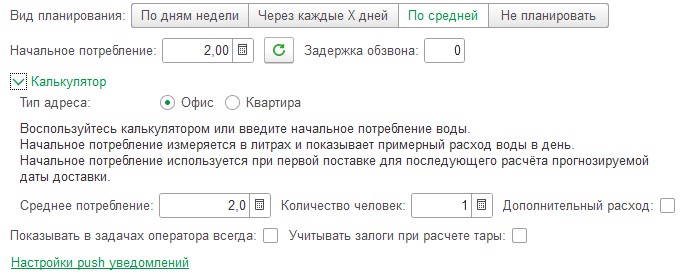 Вид планирования: По дням недели Через каждые X дней По средней Не планировать
Начальное потребление: 2,00 Задержка обзвона: 0
Калькулятор
Тип адреса: Офис Квартира
Воспользуйтесь калькулятором или введите начальное потребление воды.
Начальное потребление измеряется в литрах и показывает примерный расход воды в день.
Начальное потребление используется при первой поставке для последующего расчёта прогнозируемой
даты доставки.
Среднее потребление: 2,0 Количество человек: 1 Дополнительный расход:
Показывать в задачах оператора всегда: Учитывать залоги при расчете тары:
Настройки push уведомлений